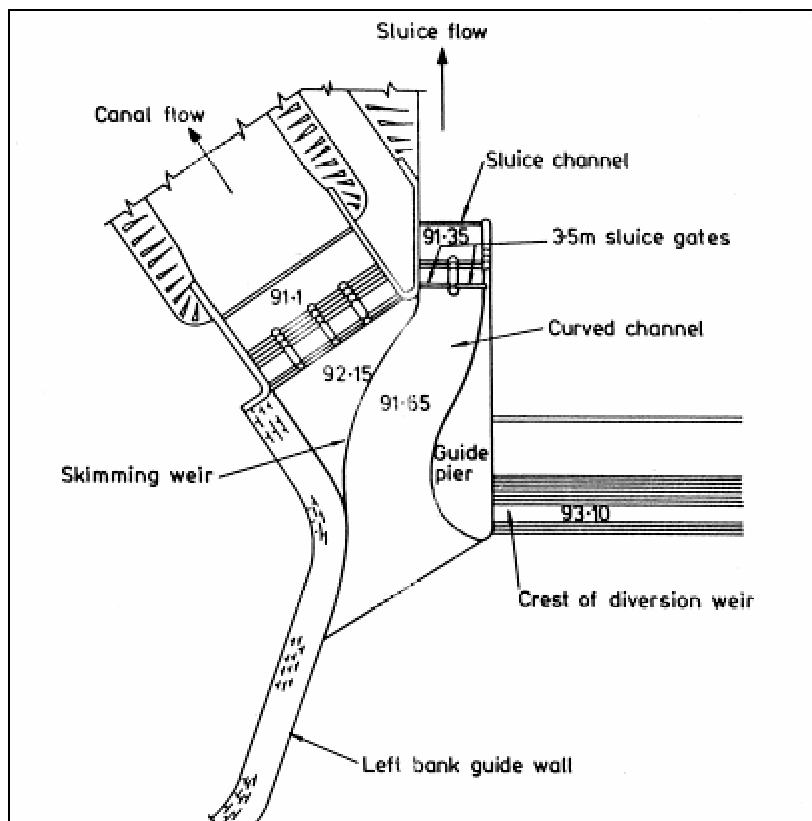 Sluice flow
Canal flow
Sluice channel
91·35
3·5m sluice gates
91·1
Curved channel
92·15
91·65
Skimming weir
Guide
pier
93·10
Crest of diversion weir
Left bank guide wall